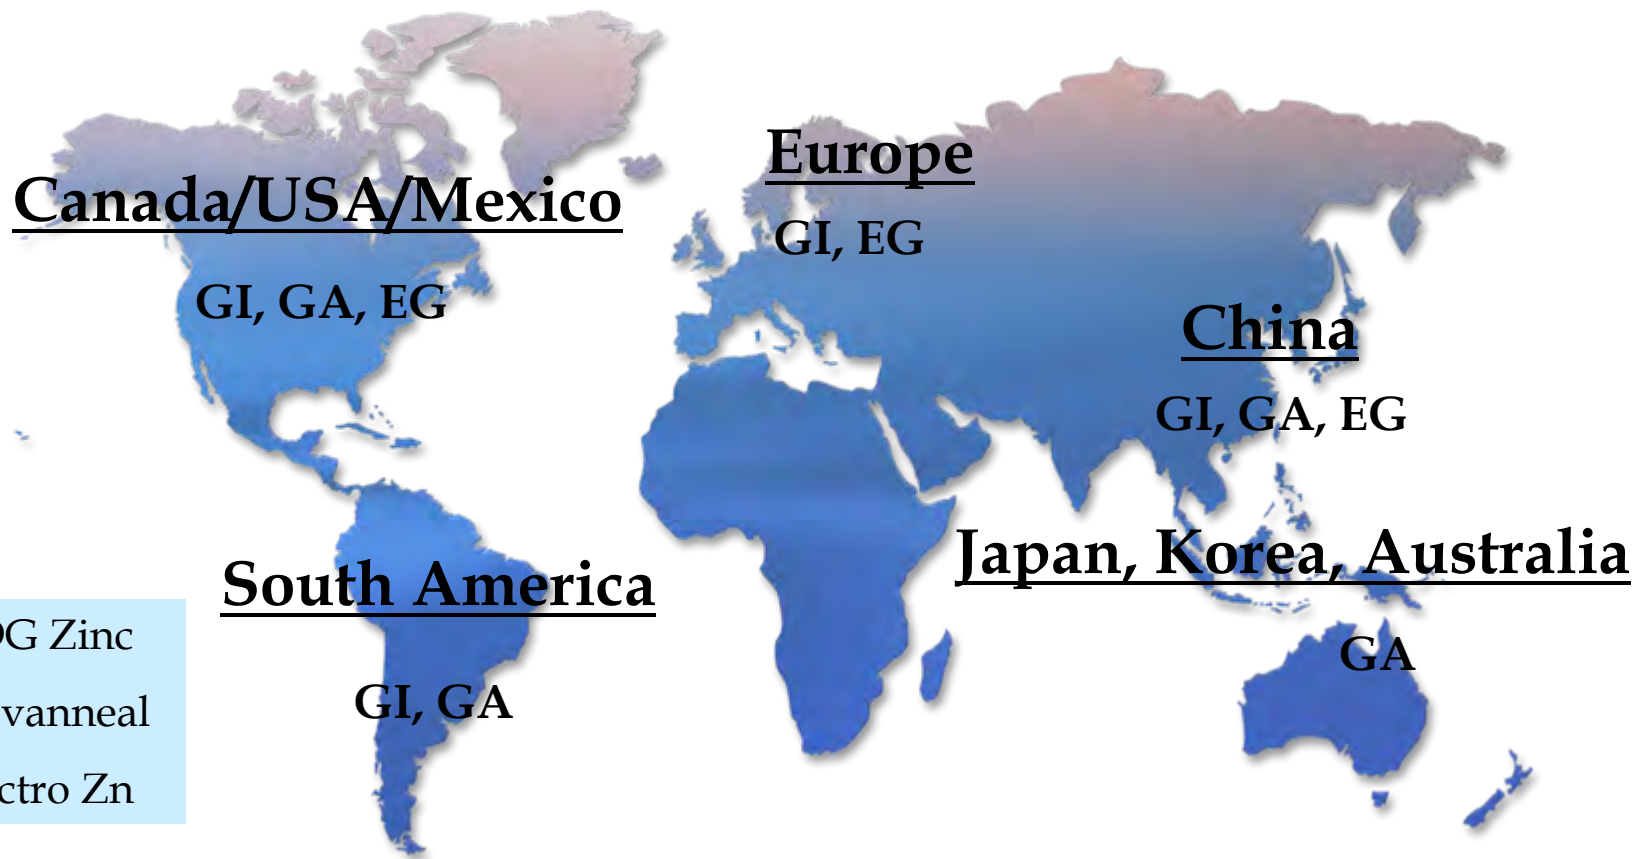 Canada/USA/Mexico
GI, GA, EG
Europe
GI, EG
China
GI, GA, EG
South America
GI, GA
Japan, Korea, Australia
GA
G Zinc
vanneal
ctro Zn